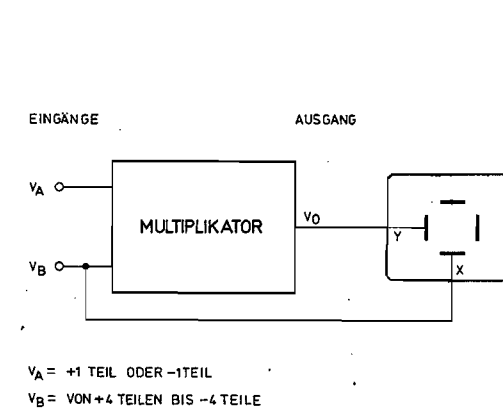 EINGÄNGE
AUSGANG
VA
MULTIPLIKATOR
VO
Y
VB
X
VA = +1 TEIL ODER -1TEIL
VB = VON +4 TEILEN BIS -4 TEILE